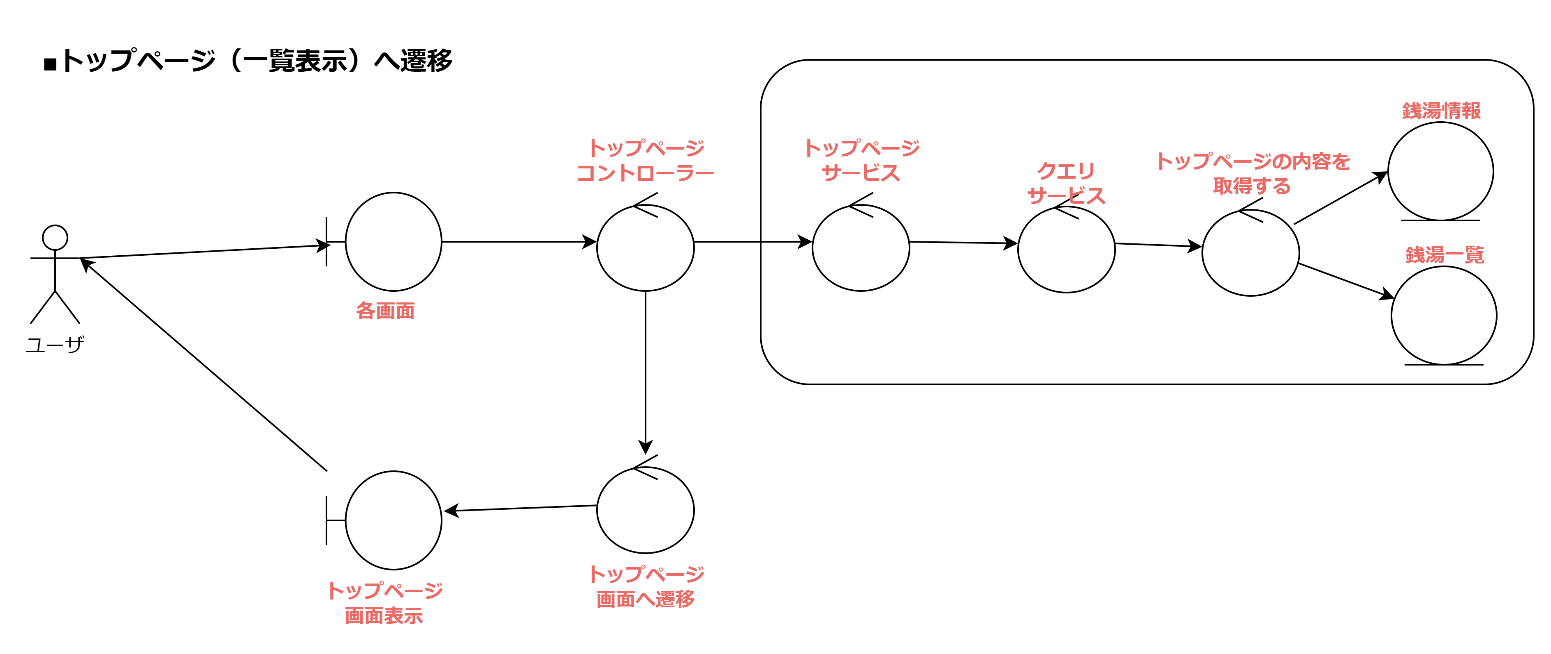 ■トップページ（一覧表示）へ遷移
ユーザ
各画面
トップページ
コントローラー
トップページ
サービス
クエリ
サービス
トップページの内容を
取得する
銭湯情報
銭湯一覧
トップページ
画面へ遷移
トップページ
画面表示